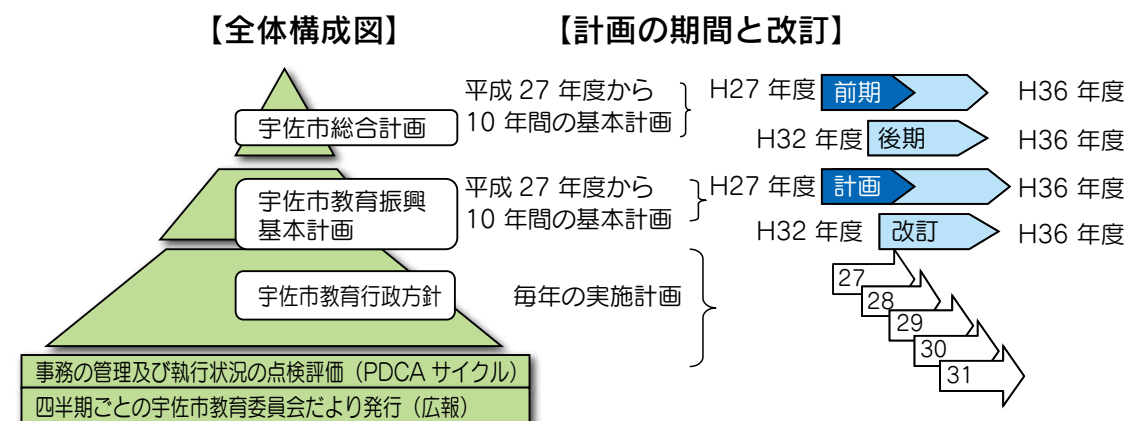 【全体構成図】
【計画の期間と改訂】
宇佐市総合計画
平成 27 年度から
10 年間の基本計画
H27 年度 前期 H36 年度
H32 年度 後期 H36 年度
宇佐市教育振興
基本計画
平成 27 年度から
10 年間の基本計画
H27 年度 計画 H36 年度
H32 年度 改訂 H36 年度
宇佐市教育行政方針
毎年の実施計画
27
28
29
30
31
事務の管理及び執行状況の点検評価（PDCA サイクル）
四半期ごとの宇佐市教育委員会だより発行（広報）